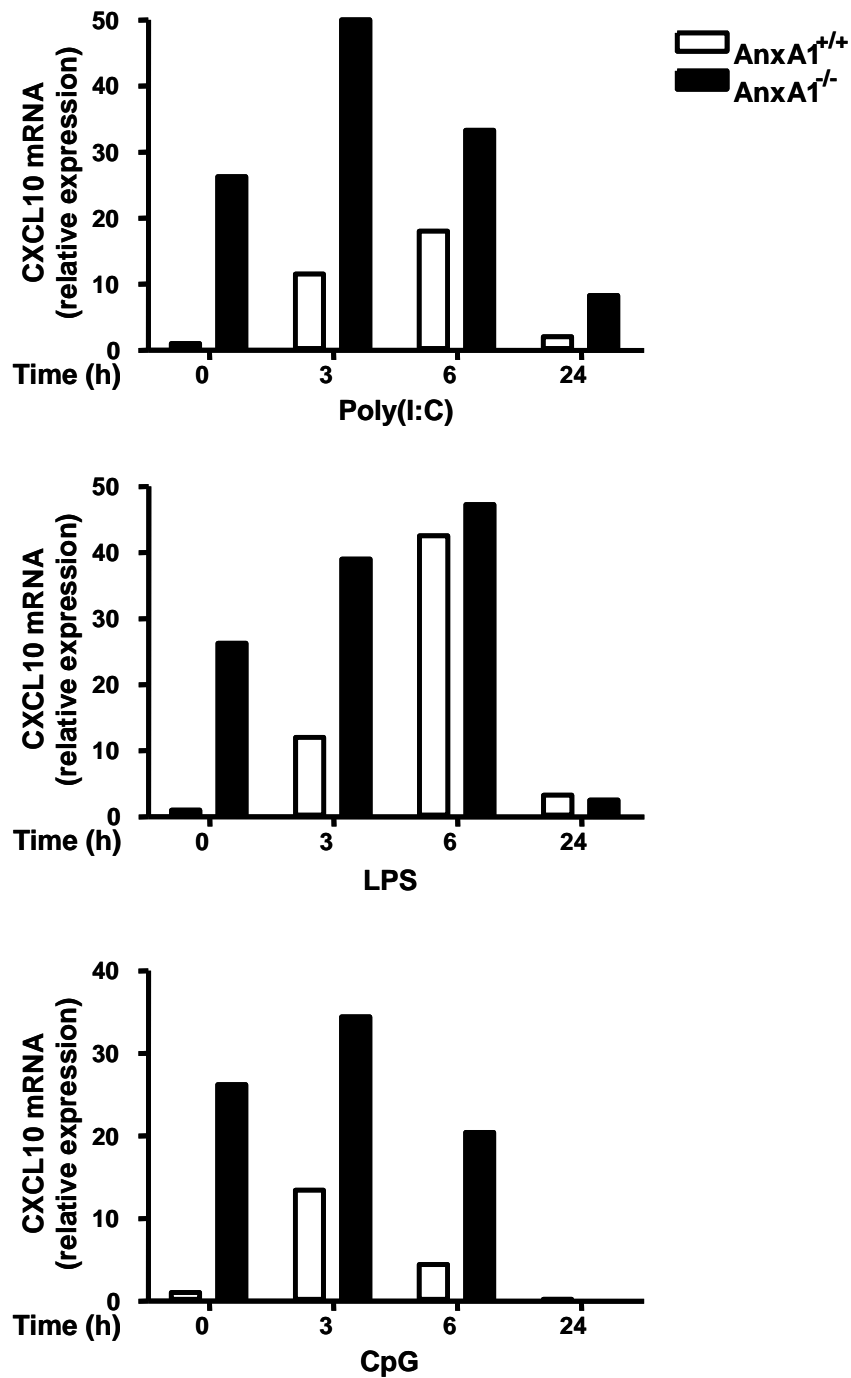 AnxA1+/+
AnxA1-/-
CXCL10 mRNA
(relative expression)
50
40
30
20
10
0
Time (h) 0 3 6 24
Poly(I:C)
CXCL10 mRNA
(relative expression)
50
40
30
20
10
0
Time (h) 0 3 6 24
LPS
CXCL10 mRNA
(relative expression)
40
30
20
10
0
Time (h) 0 3 6 24
CpG